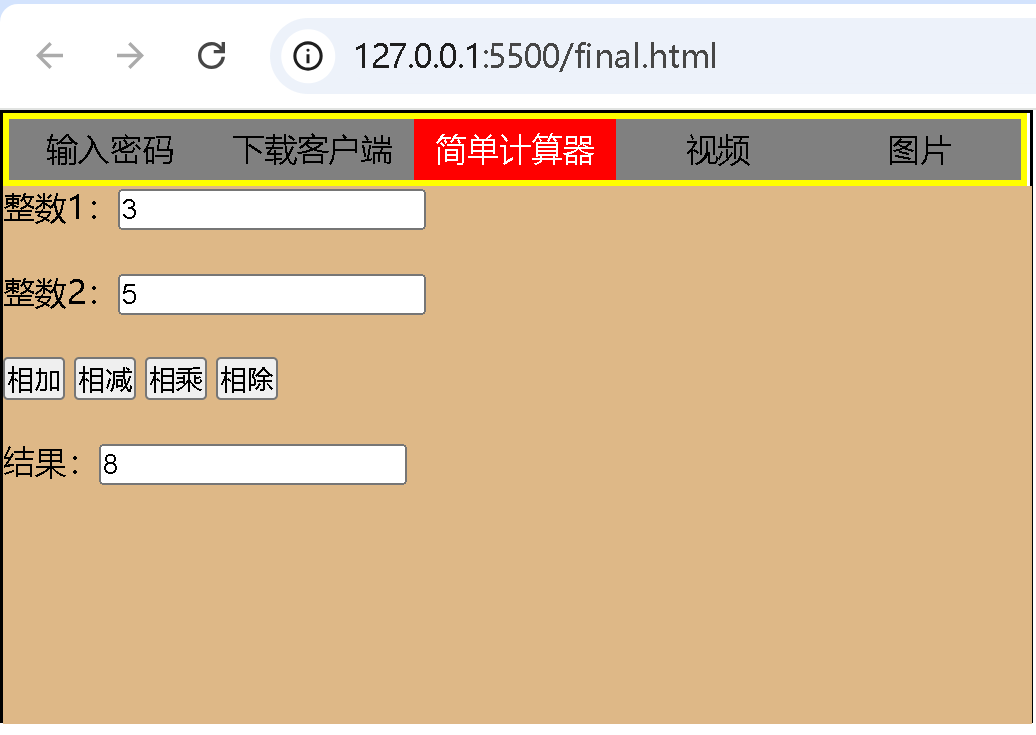 127.0.0.1:5500/final.html
输入密码 下载客户端 简单计算器 视频 图片
整数1：3
整数2：5
相加 相减 相乘 相除
结果：8